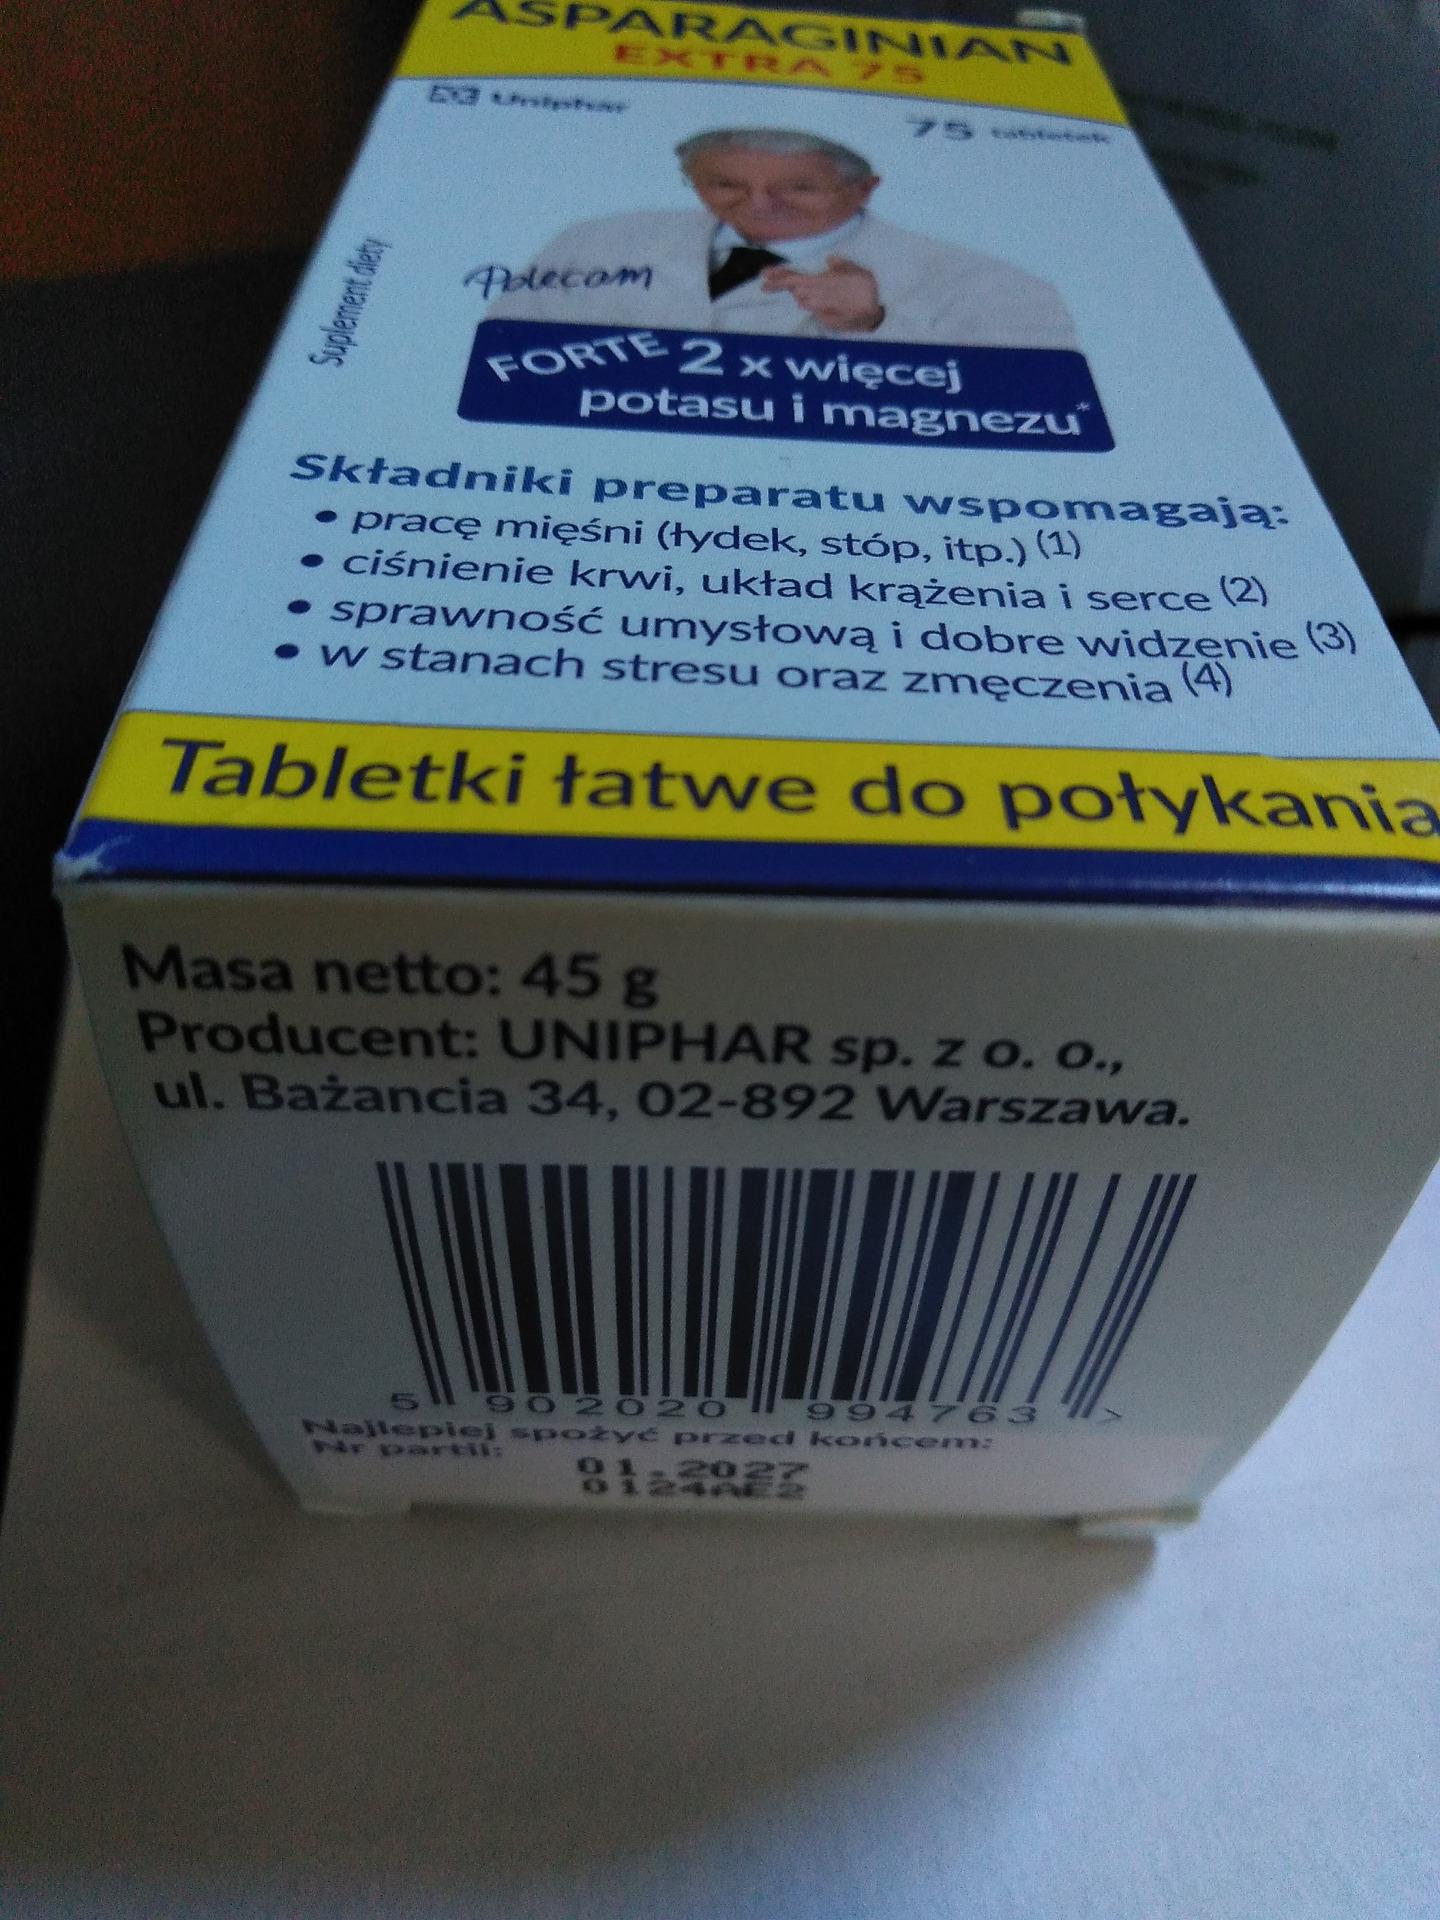 ASPARAGINIAN
EXTRA 75
Uniphar
75 tabletek
Suplement diety
Polecam
FORTE 2 x więcej
potasu i magnezu*
Składniki preparatu wspomagają:
• pracę mięśni (łydek, stóp, itp.) (1)
• ciśnienie krwi, układ krążenia i serce (2)
• sprawność umysłową i dobre widzenie (3)
• w stanach stresu oraz zmęczenia (4)
Tabletki łatwe do połykania
Masa netto: 45 g
Producent: UNIPHAR sp. z o. o.,
ul. Bażancia 34, 02-892 Warszawa.
5 902020 994763 >
Najlepiej spożyć przed końcem:
Nr partii:
01.2027
0124AE2